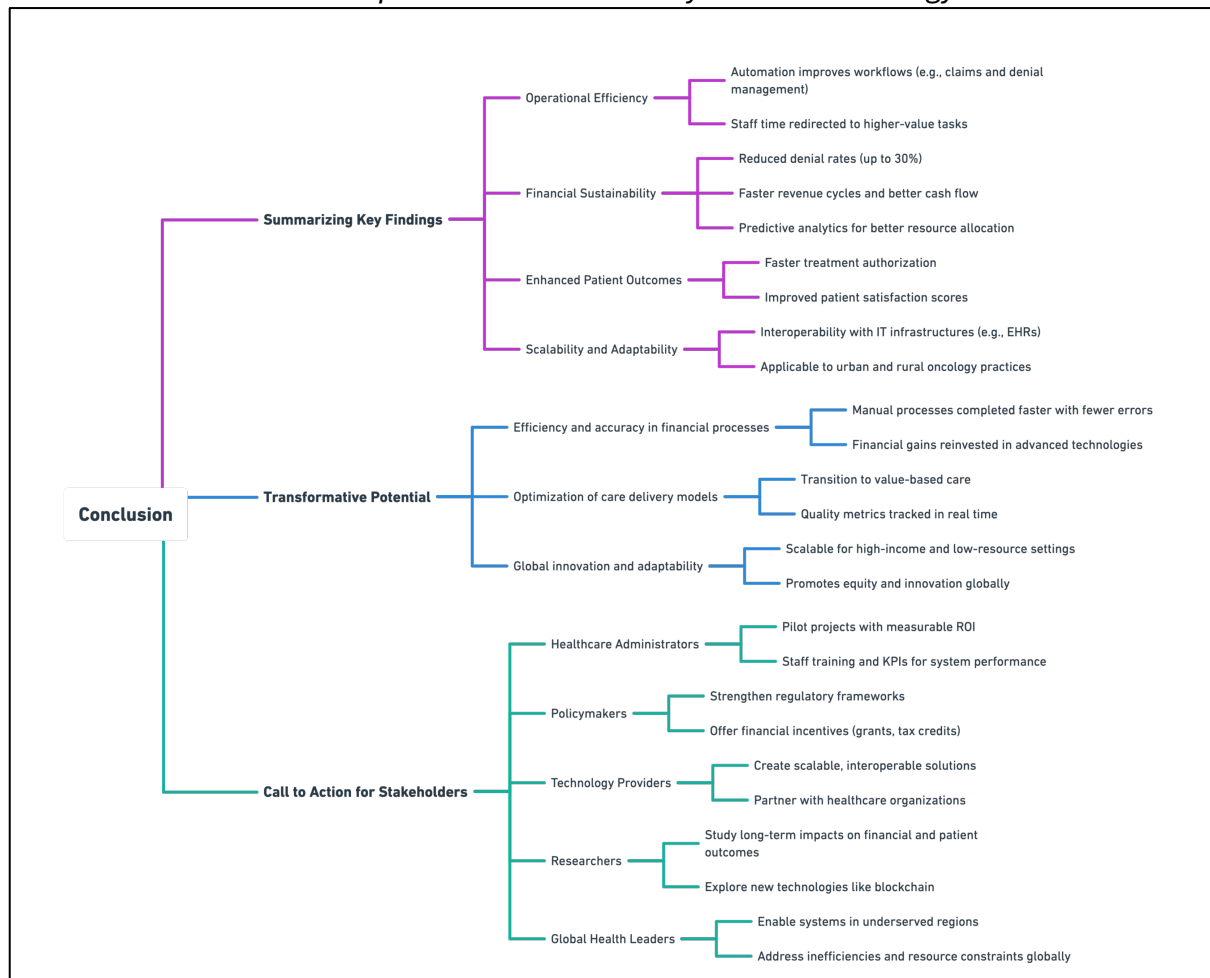 Automation improves workflows (e.g., claims and denial
management)
Operational Efficiency
Staff time redirected to higher-value tasks
Reduced denial rates (up to 30%)
Financial Sustainability
Faster revenue cycles and better cash flow
Predictive analytics for better resource allocation
Summarizing Key Findings
Faster treatment authorization
Enhanced Patient Outcomes
Improved patient satisfaction scores
Interoperability with IT infrastructures (e.g., EHRs)
Scalability and Adaptability
Applicable to urban and rural oncology practices
Manual processes completed faster with fewer errors
Efficiency and accuracy in financial processes
Financial gains reinvested in advanced technologies
Transition to value-based care
Transformative Potential
Optimization of care delivery models
Quality metrics tracked in real time
Conclusion
Scalable for high-income and low-resource settings
Global innovation and adaptability
Promotes equity and innovation globally
Pilot projects with measurable ROI
Healthcare Administrators
Staff training and KPIs for system performance
Strengthen regulatory frameworks
Policymakers
Offer financial incentives (grants, tax credits)
Create scalable, interoperable solutions
Technology Providers
Call to Action for Stakeholders
Partner with healthcare organizations
Study long-term impacts on financial and patient
outcomes
Researchers
Explore new technologies like blockchain
Enable systems in underserved regions
Global Health Leaders
Address inefficiencies and resource constraints globally